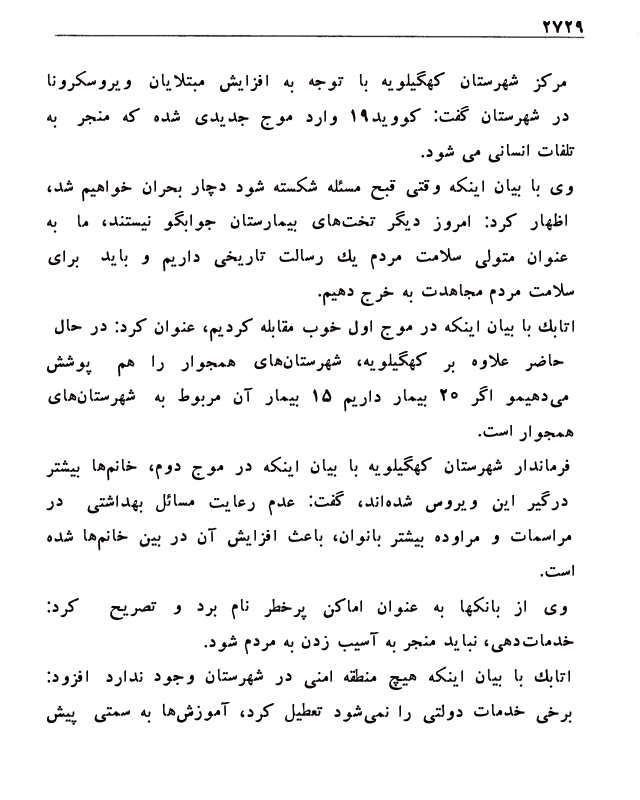 ۲۷۲۹
مرکز شهرستان کهگیلویه با توجه به افزایش مبتلایان ویروسکرونا
در شهرستان گفت: کووید۱۹ وارد موج جدیدی شده که منجر به
تلفات انسانی می شود.
وی با بیان اینکه وقتی قبح مسئله شکسته شود دچار بحران خواهیم شد،
اظهار کرد: امروز دیگر تخت‌های بیمارستان جوابگو نیستند، ما به
عنوان متولی سلامت مردم یك رسالت تاریخی داریم و باید برای
سلامت مردم مجاهدت به خرج دهیم.
اتابك با بیان اینکه در موج اول خوب مقابله کردیم، عنوان کرد: در حال
حاضر علاوه بر کهگیلویه، شهرستان‌های همجوار را هم پوشش
می‌دهیمو اگر ۲۰ بیمار داریم ۱۵ بیمار آن مربوط به شهرستان‌های
همجوار است.
فرماندار شهرستان کهگیلویه با بیان اینکه در موج دوم، خانم‌ها بیشتر
درگیر این ویروس شده‌اند، گفت: عدم رعایت مسائل بهداشتی در
مراسمات و مراوده بیشتر بانوان، باعث افزایش آن در بین خانم‌ها شده
است.
وی از بانکها به عنوان اماکن پرخطر نام برد و تصریح کرد:
خدمات‌دهی، نباید منجر به آسیب زدن به مردم شود.
اتابك با بیان اینکه هیچ منطقه امنی در شهرستان وجود ندارد افزود:
برخی خدمات دولتی را نمی‌شود تعطیل کرد، آموزش‌ها به سمتی پیش